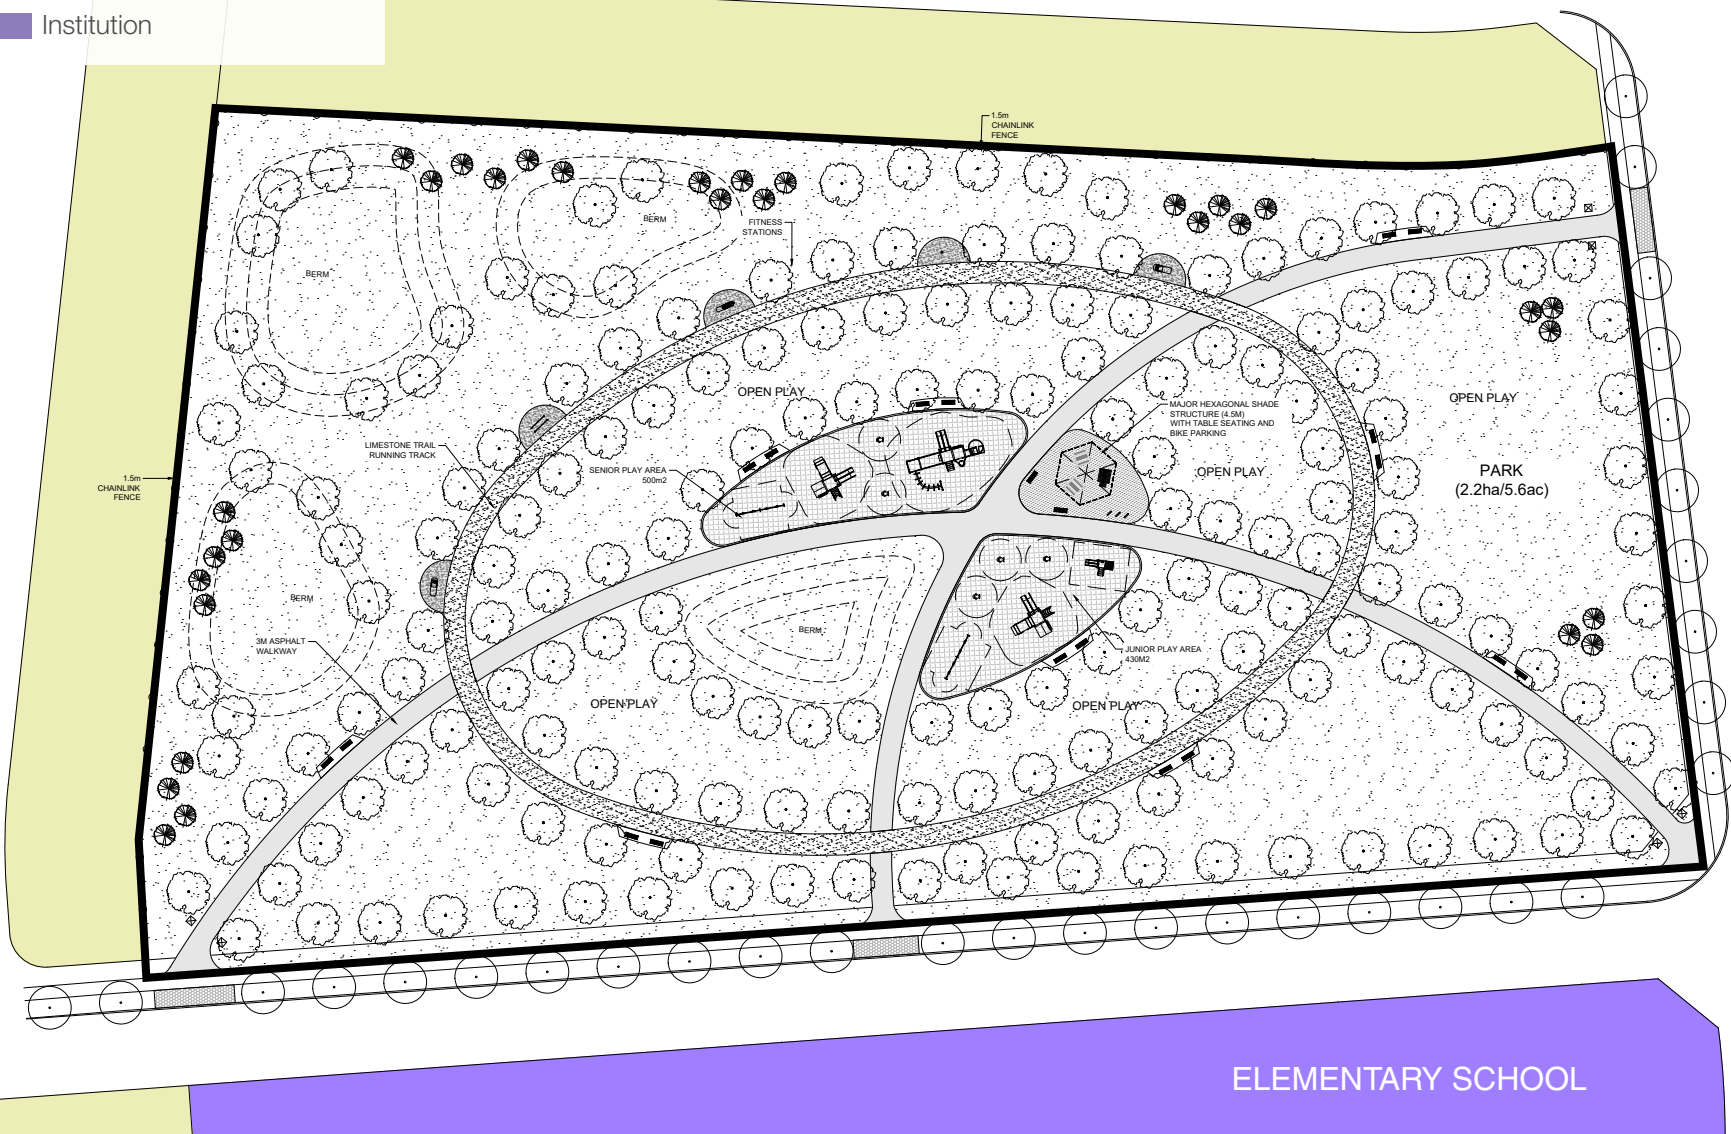 Institution
1.5m
CHAINLINK
FENCE
BERM
BERM
FITNESS
STATIONS
OPEN PLAY
OPEN PLAY
MAJOR HEXAGONAL SHADE
STRUCTURE (4.5M)
WITH TABLE SEATING AND
BIKE PARKING
LIMESTONE TRAIL
RUNNING TRACK
SENIOR PLAY AREA
500m2
OPEN PLAY
PARK
(2.2ha/5.6ac)
1.5m
CHAINLINK
FENCE
BERM
BERM
3M ASPHALT
WALKWAY
JUNIOR PLAY AREA
430M2
OPEN PLAY
OPEN PLAY
ELEMENTARY SCHOOL